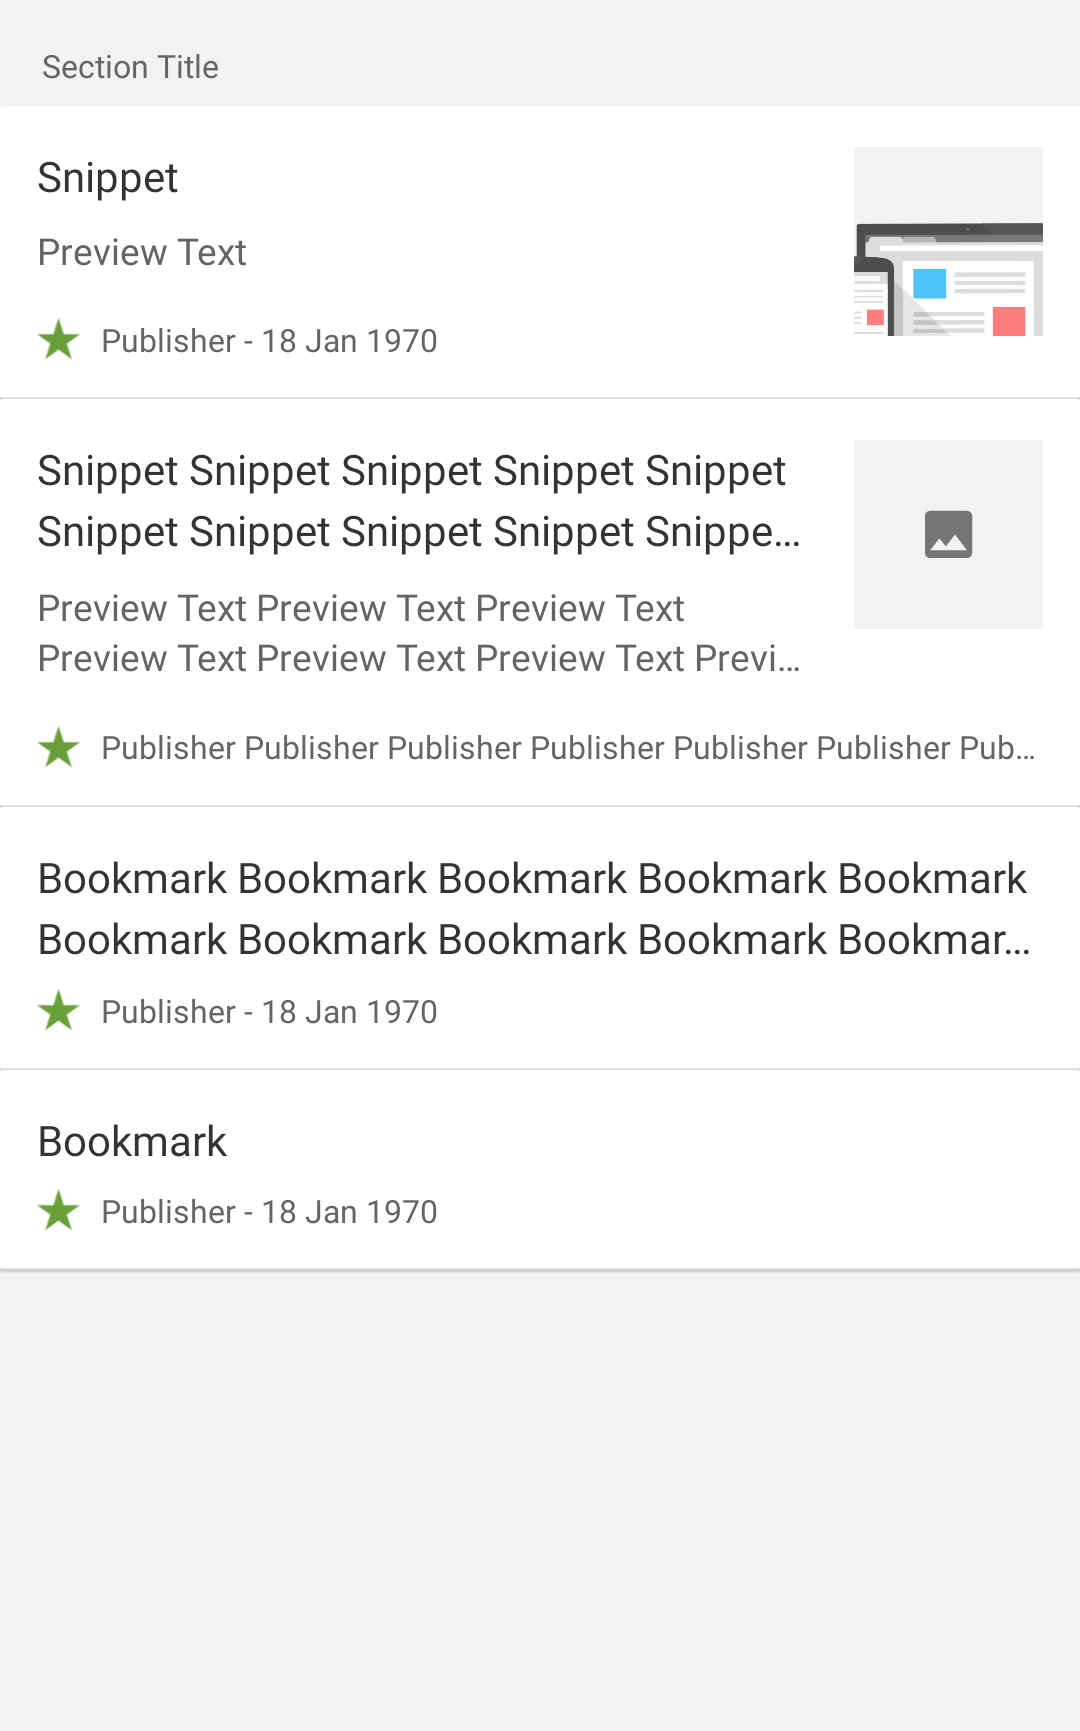 Section Title
Snippet
Preview Text
Publisher - 18 Jan 1970
Snippet Snippet Snippet Snippet Snippet
Snippet Snippet Snippet Snippet Snippe...
Preview Text Preview Text Preview Text
Preview Text Preview Text Preview Text Previ...
Publisher Publisher Publisher Publisher Publisher Publisher Pub...
Bookmark Bookmark Bookmark Bookmark Bookmark
Bookmark Bookmark Bookmark Bookmark Bookmar...
Publisher - 18 Jan 1970
Bookmark
Publisher - 18 Jan 1970